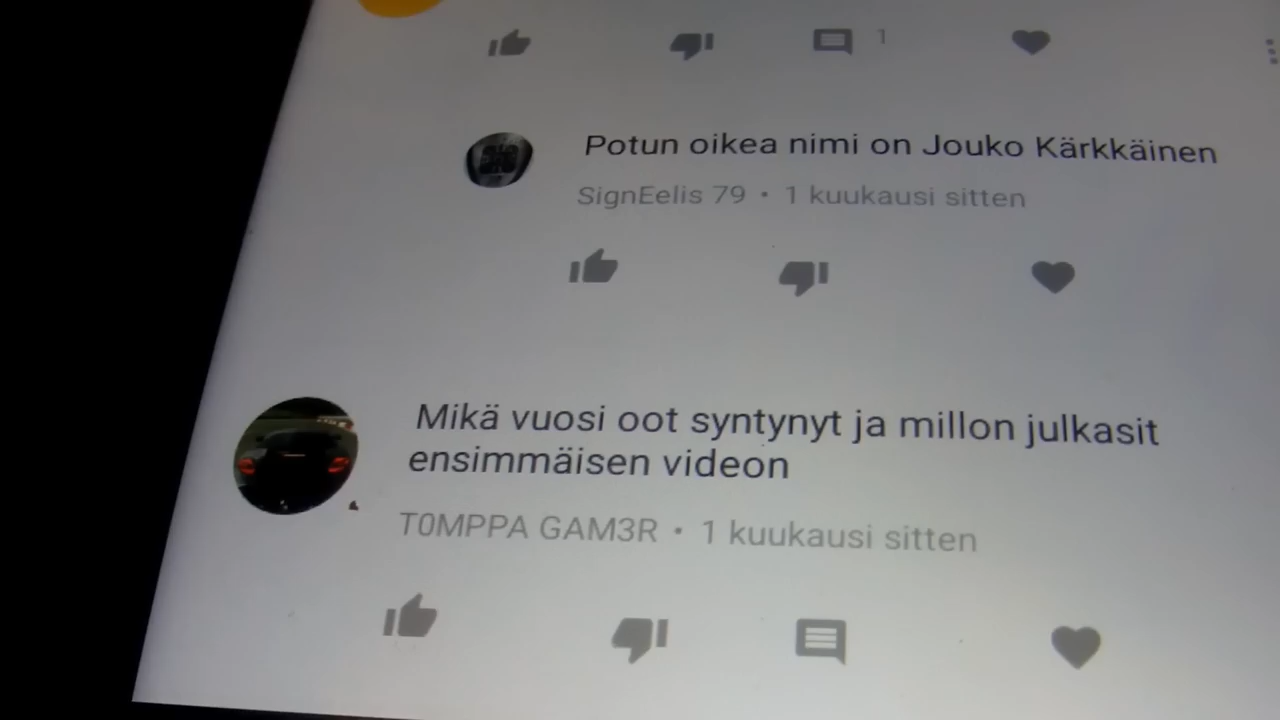 1
Potun oikea nimi on Jouko Kärkkäinen
SignEelis 79 • 1 kuukausi sitten
Mikä vuosi oot syntynyt ja millon julkasit
ensimmäisen videon
T0MPPA GAM3R • 1 kuukausi sitten